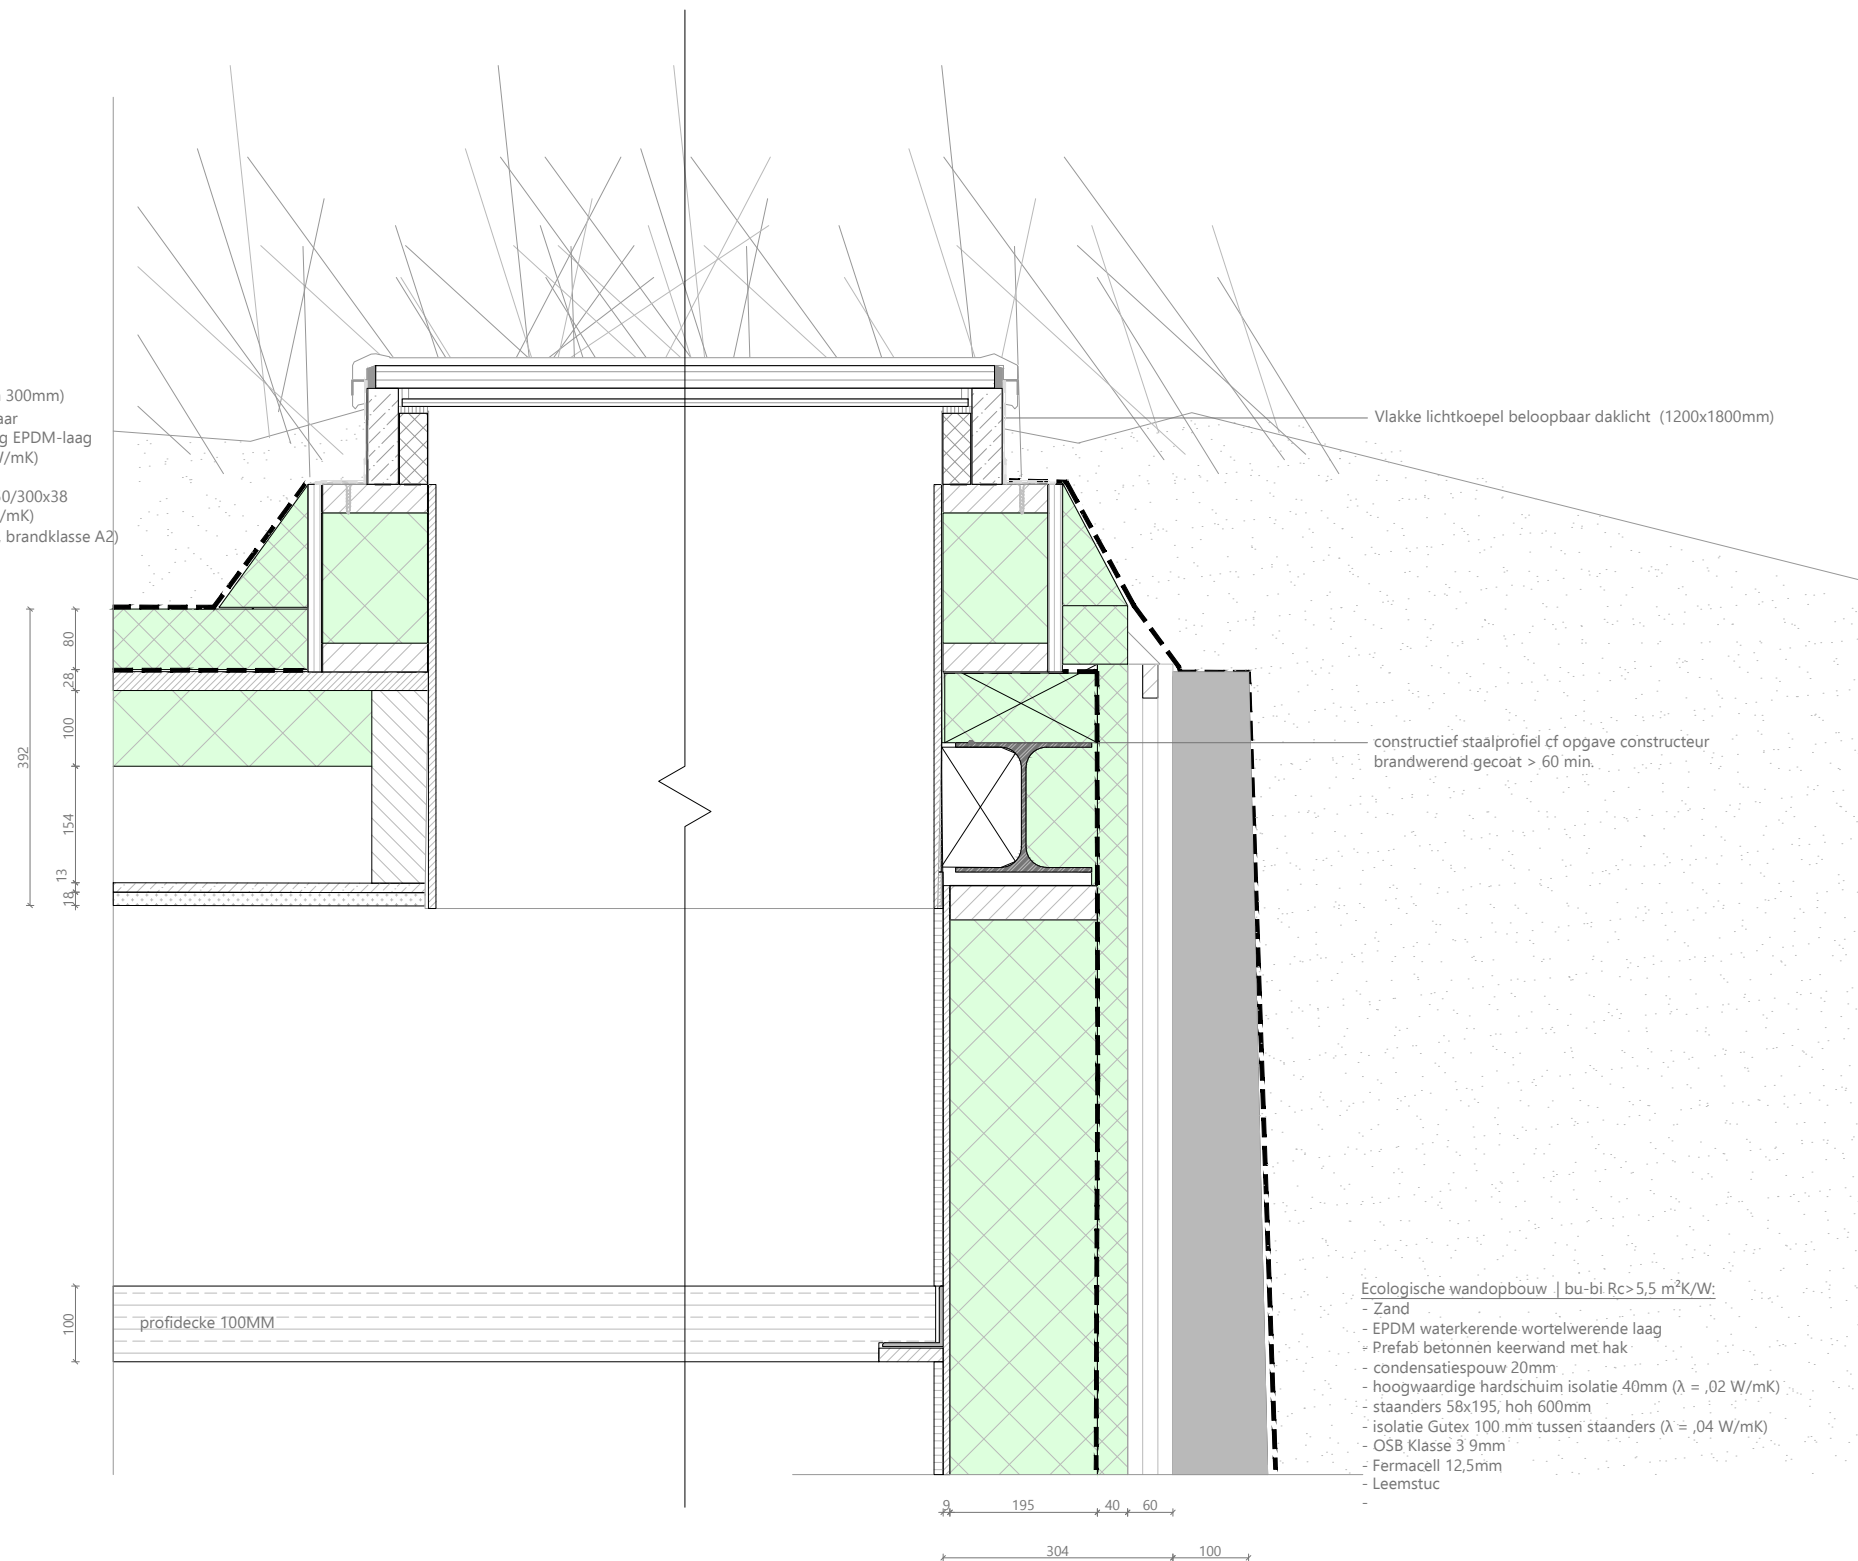 n 300mm)
aar
g EPDM-laag
W/mK)
50/300x38
/mK)
. brandklasse A2)
Vlakke lichtkoepel beloopbaar daklicht (1200x1800mm)
constructief staalprofiel cf opgave constructeur
brandwerend gecoat > 60 min.
392
80
28
100
154
13
18
100
profidecke 100MM
Ecologische wandopbouw | bu-bi Rc>5,5 m²K/W:
- Zand
- EPDM waterkerende wortelwerende laag
- Prefab betonnen keerwand met hak
- condensatiespouw 20mm
- hoogwaardige hardschuim isolatie 40mm (λ = ,02 W/mK)
- staanders 58x195, hoh 600mm
- isolatie Gutex 100 mm tussen staanders (λ = ,04 W/mK)
- OSB Klasse 3 9mm
- Fermacell 12,5mm
- Leemstuc
-
9 195 40 60
304 100